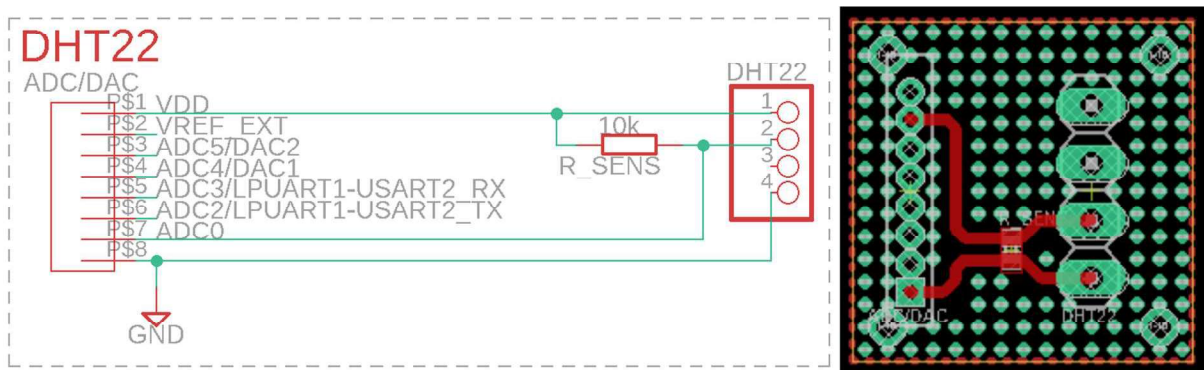 DHT22
ADC/DAC
P$1 VDD
P$2 VREF_EXT
P$3 ADC5/DAC2
P$4 ADC4/DAC1
P$5 ADC3/LPUART1-USART2_RX
P$6 ADC2/LPUART1-USART2_TX
P$7 ADC0
P$8
GND
10k
R_SENS
DHT22
1
2
3
4
R_SENS
ADC/DAC
DHT22